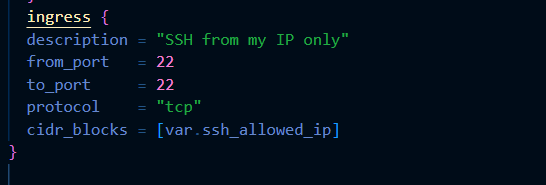 ingress {
description = "SSH from my IP only"
from_port   = 22
to_port     = 22
protocol    = "tcp"
cidr_blocks = [var.ssh_allowed_ip]
}